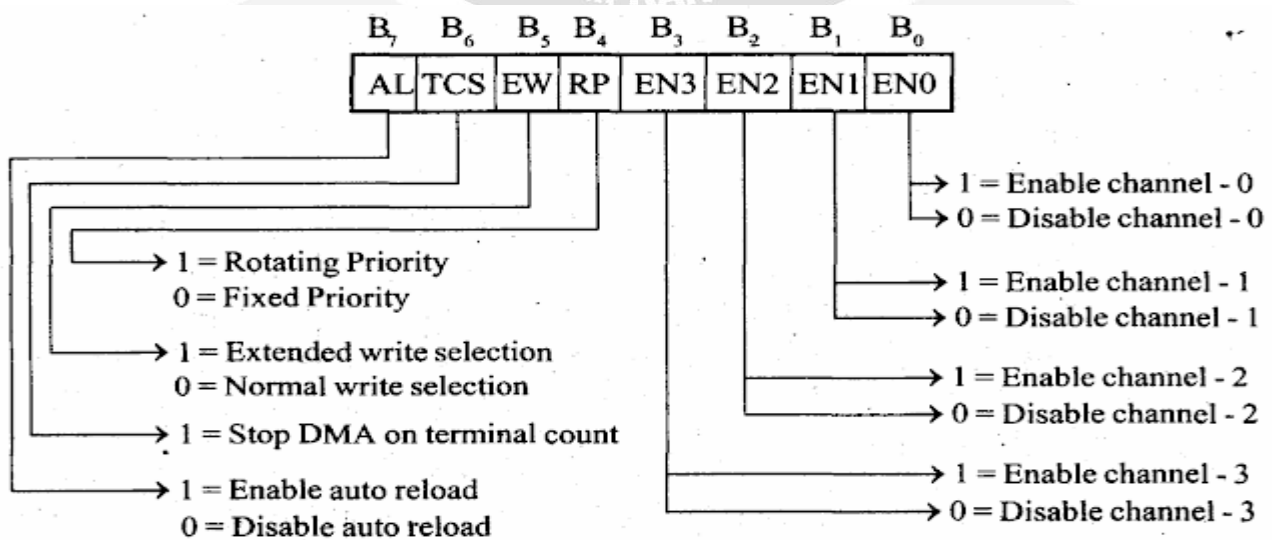 B₇ B₆ B₅ B₄ B₃ B₂ B₁ B₀
AL TCS EW RP EN3 EN2 EN1 EN0
1 = Enable channel - 0
0 = Disable channel - 0
1 = Rotating Priority
0 = Fixed Priority
1 = Enable channel - 1
0 = Disable channel - 1
1 = Extended write selection
0 = Normal write selection
1 = Enable channel - 2
0 = Disable channel - 2
1 = Stop DMA on terminal count
1 = Enable auto reload
0 = Disable auto reload
1 = Enable channel - 3
0 = Disable channel - 3